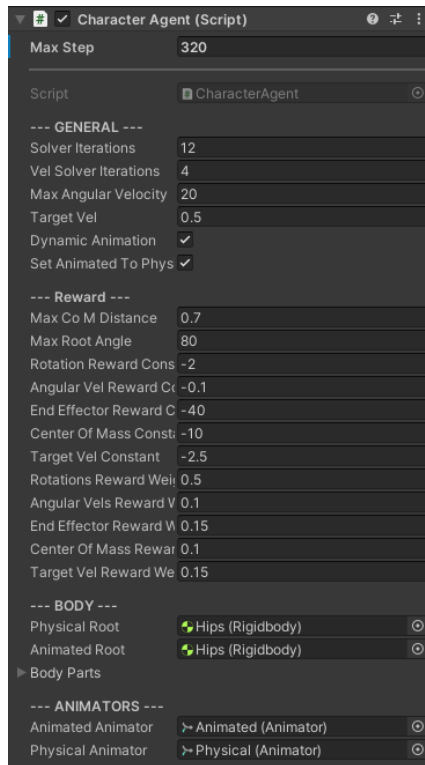 Character Agent (Script)
Max Step 320
Script CharacterAgent
--- GENERAL ---
Solver Iterations 12
Vel Solver Iterations 4
Max Angular Velocity 20
Target Vel 0.5
Dynamic Animation
Set Animated To Phys
--- Reward ---
Max Co M Distance 0.7
Max Root Angle 80
Rotation Reward Cons -2
Angular Vel Reward Co -0.1
End Effector Reward C -40
Center Of Mass Consta -10
Target Vel Constant -2.5
Rotations Reward Weig 0.5
Angular Vels Reward W 0.1
End Effector Reward W 0.15
Center Of Mass Rewar 0.1
Target Vel Reward We 0.15
--- BODY ---
Physical Root Hips (Rigidbody)
Animated Root Hips (Rigidbody)
Body Parts
--- ANIMATORS ---
Animated Animator Animated (Animator)
Physical Animator Physical (Animator)